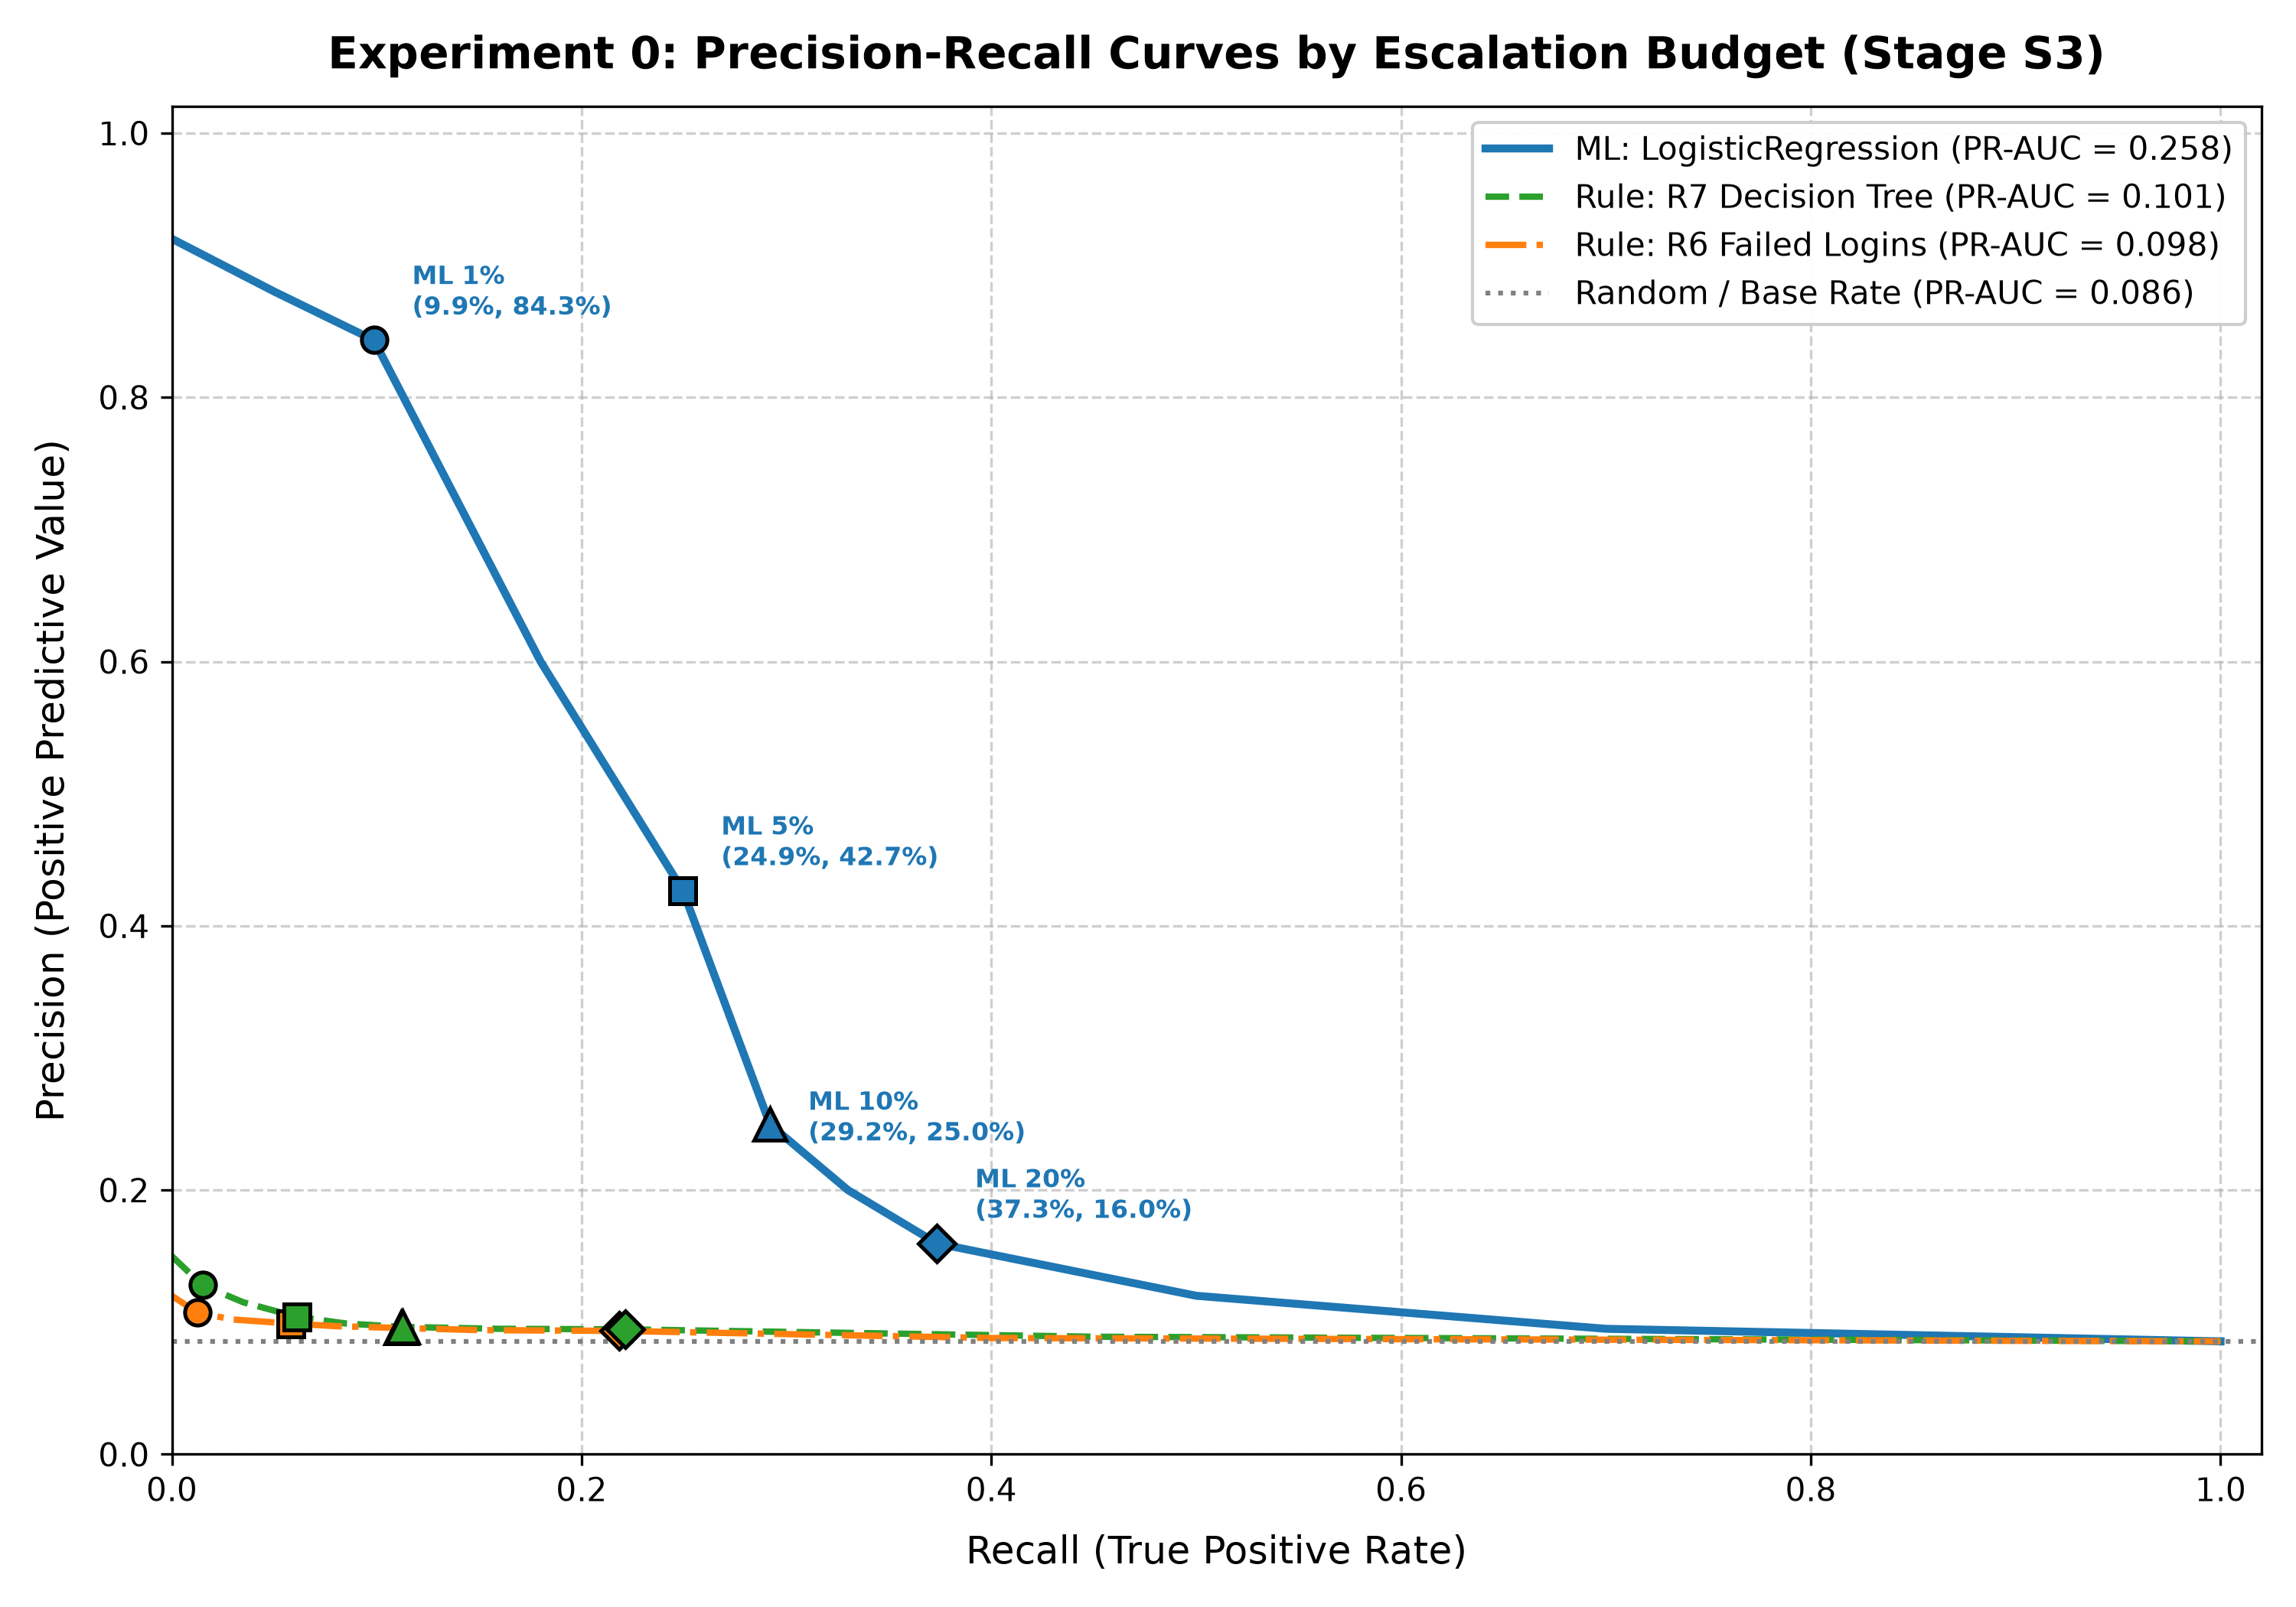 Experiment 0: Precision-Recall Curves by Escalation Budget (Stage S3)
ML: LogisticRegression (PR-AUC = 0.258)
Rule: R7 Decision Tree (PR-AUC = 0.101)
Rule: R6 Failed Logins (PR-AUC = 0.098)
Random / Base Rate (PR-AUC = 0.086)
Precision (Positive Predictive Value)
1.0
0.8
0.6
0.4
0.2
0.0
ML 1%
(9.9%, 84.3%)
ML 5%
(24.9%, 42.7%)
ML 10%
(29.2%, 25.0%)
ML 20%
(37.3%, 16.0%)
0.0
0.2
0.4
0.6
0.8
1.0
Recall (True Positive Rate)